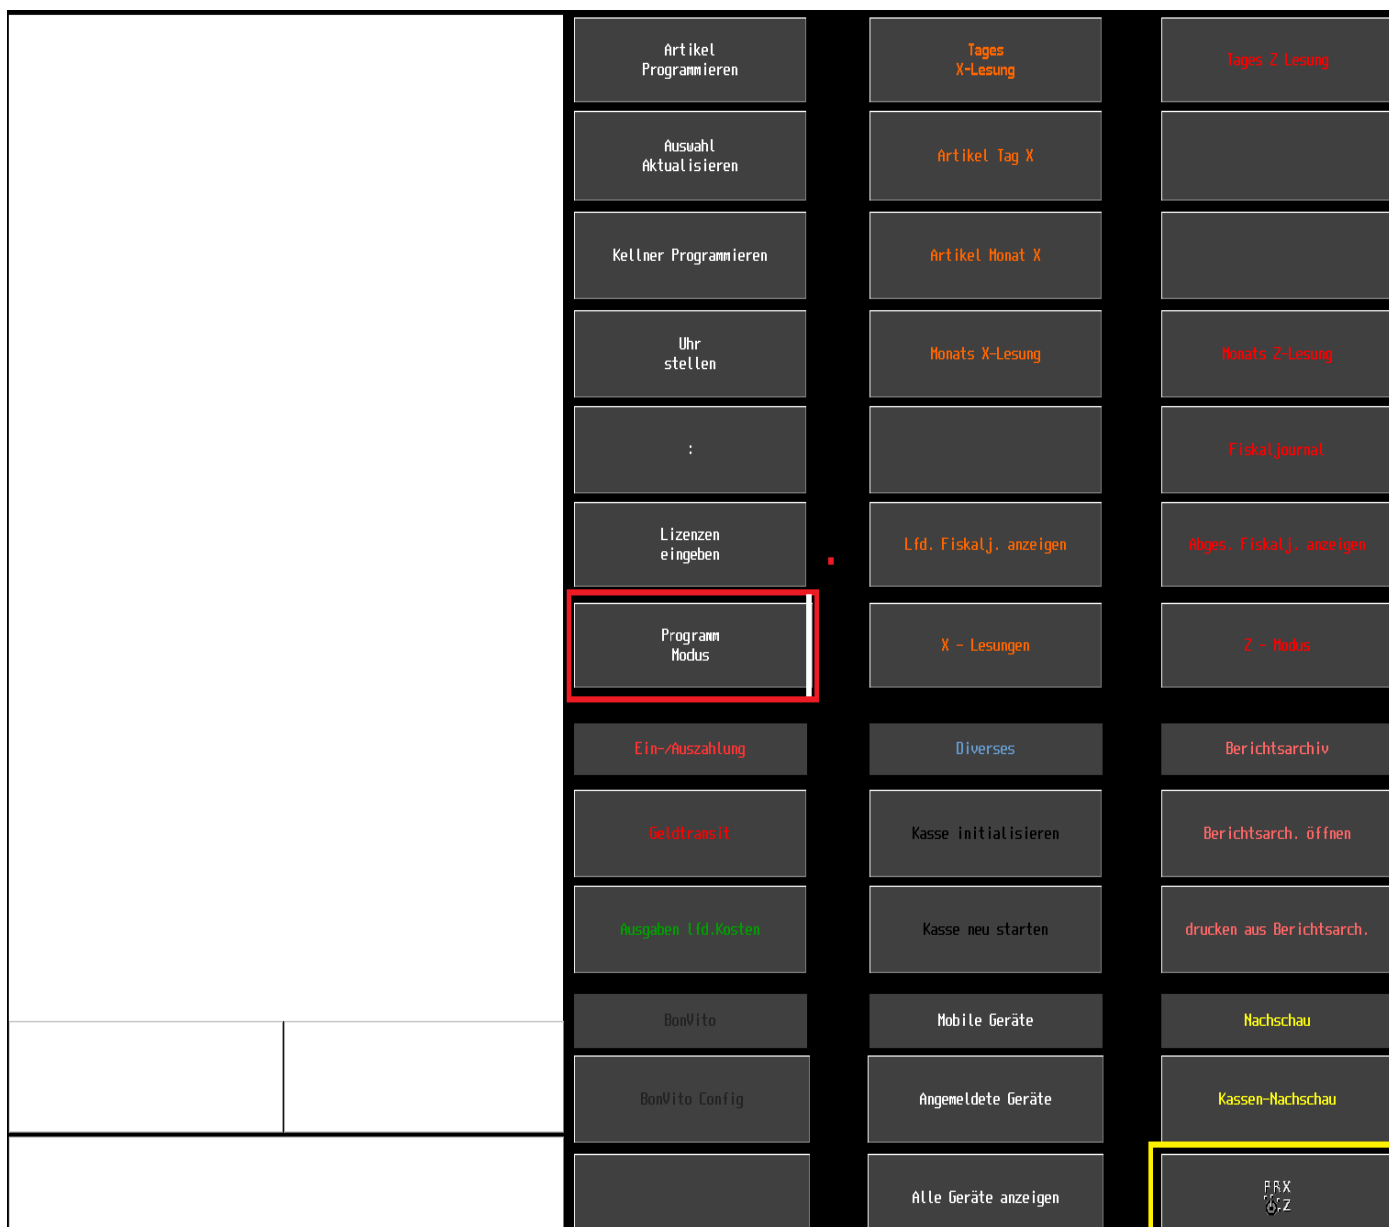 Artikel
Programmieren
Tages
X-Lesung
Tages Z Lesung
Auswahl
Aktualisieren
Artikel Tag X
Kellner Programmieren
Artikel Monat X
Uhr
stellen
Monats X-Lesung
Monats Z-Lesung
:
Fiskaljournal
Lizenzen
eingeben
Lfd. Fiskalj. anzeigen
Abges. Fiskalj. anzeigen
Programm
Modus
X - Lesungen
Z - Modus
Ein-/Auszahlung
Diverses
Berichtsarchiv
Geldtransit
Kasse initialisieren
Berichtsarch. öffnen
Ausgaben lfd.Kosten
Kasse neu starten
drucken aus Berichtsarch.
BonVito
Mobile Geräte
Nachschau
BonVito Config
Angemeldete Geräte
Kassen-Nachschau
Alle Geräte anzeigen